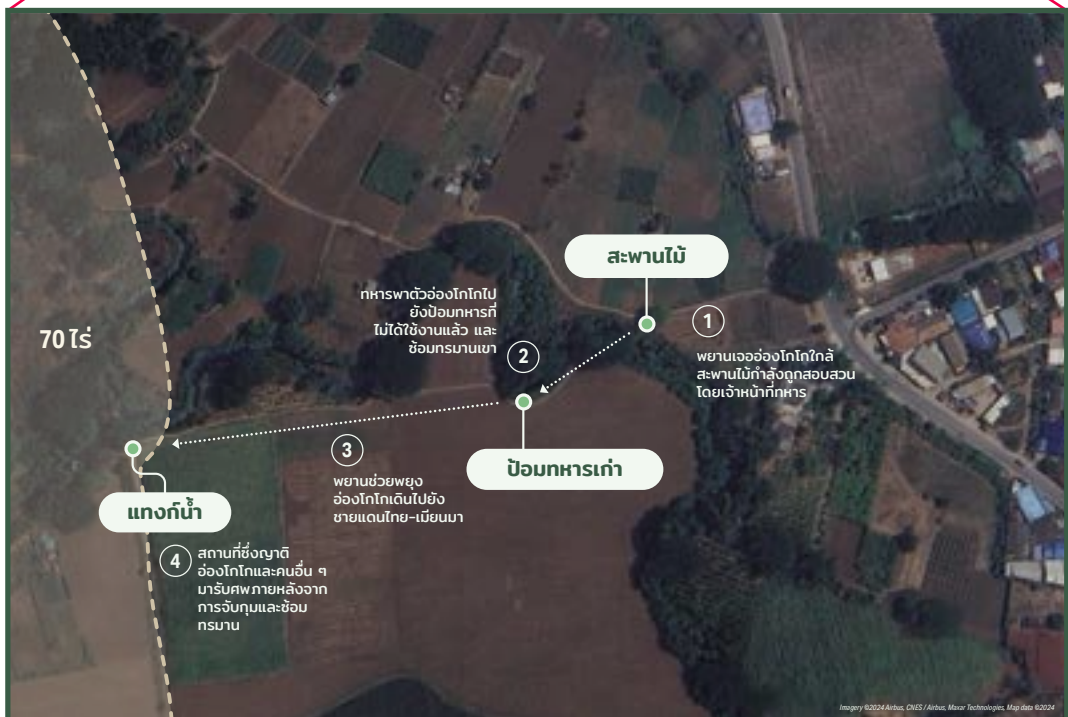 สะพานไม้
1
พยานเจออ่องโกโกใกล้
สะพานไม้กำลังถูกสอบสวน
โดยเจ้าหน้าที่ทหาร
ทหารพาตัวอ่องโกโกไป
ยังป้อมทหารที่
ไม่ได้ใช้งานแล้ว และ
ซ้อมทรมานเขา
2
70 ไร่
ป้อมทหารเก่า
3
พยานช่วยพยุง
อ่องโกโกเดินไปยัง
ชายแดนไทย-เมียนมา
แทงก์น้ำ
4
สถานที่ซึ่งญาติ
อ่องโกโกและคนอื่น ๆ
มารับศพภายหลังจาก
การจับกุมและซ้อม
ทรมาน
Imagery ©2024 Airbus, CNES / Airbus, Maxar Technologies, Map data ©2024